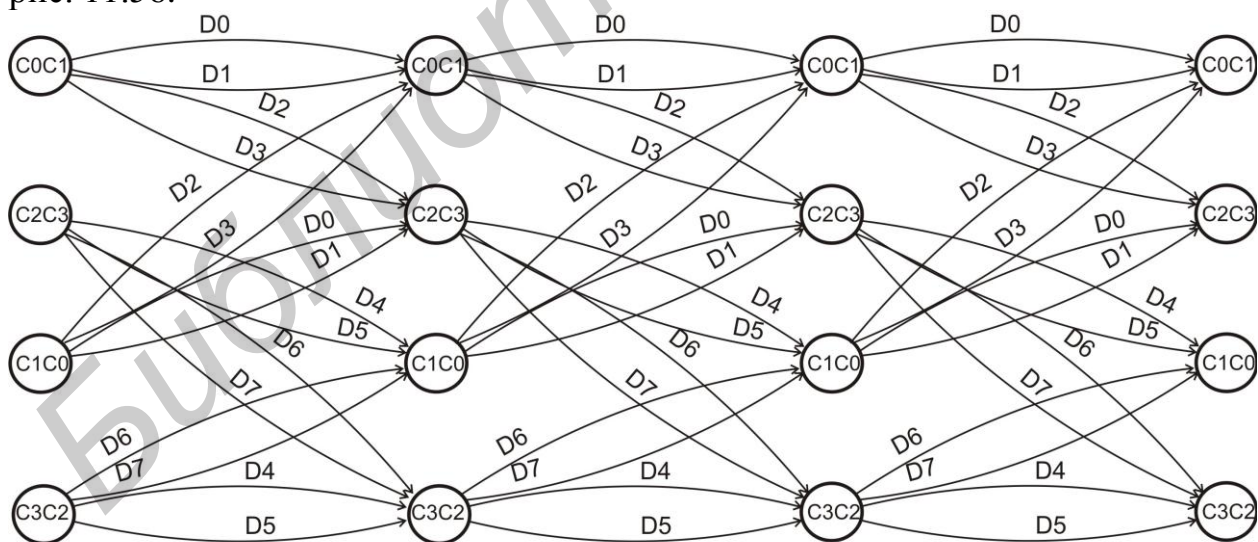 рис. 11.38.
D0 D0 D0
C0C1 C0C1 C0C1 C0C1
D1 D1 D1
D2 D2 D2
D3 D3 D3
D2 D2 D2
C2C3 C2C3 C2C3 C2C3
D3 D0 D3 D0 D3 D0
D1 D1 D1
D4 D4 D4
D5 D5 D5
D6 D6 D6
C1C0 C1C0 C1C0 C1C0
D7 D7 D7
D6 D6 D6
D7 D4 D7 D4 D7 D4
C3C2 C3C2 C3C2 C3C2
D5 D5 D5
Библиот